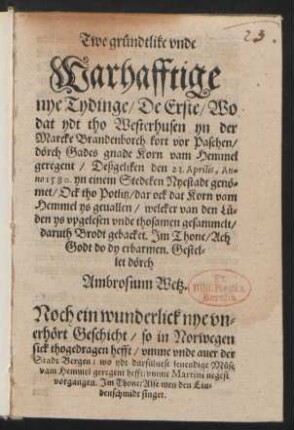 23.
Twe gründtlike vnde
Warhafftige
nye Tydinge / De Erste / Wo
dat ydt tho Westerhusen yn der
Marcke Brandenborch kort vor Paschen /
dörch Gades gnade Korn vam Hemmel
geregent / Deßgeliken den 23. Aprilis, An-
no 1580. yn einem Stedeken Nyestadt genö-
met / Ock tho Potlitz / dar ock dat Korn vam
Hemmel ys geuallen / welcker van den Lü-
den ys vpgelesen vnde thosamen gesammelt /
daruth Brodt gebacket. Im Thone / Ach
Godt do dy erbarmen. Gestel-
let dörch
Ambrosium Wetz.
Noch ein wunderlick nye vn-
erhört Geschicht / so in Norwegen
sick thogedragen hefft / vmme vnde auer der
Stadt Bergen: wo ydt darsüluest leuendige Müse
vam Hemmel geregent hefft / vmme Martini negest
vorgangen. Im Thone / Alse men den Lin-
denschmidt singet.